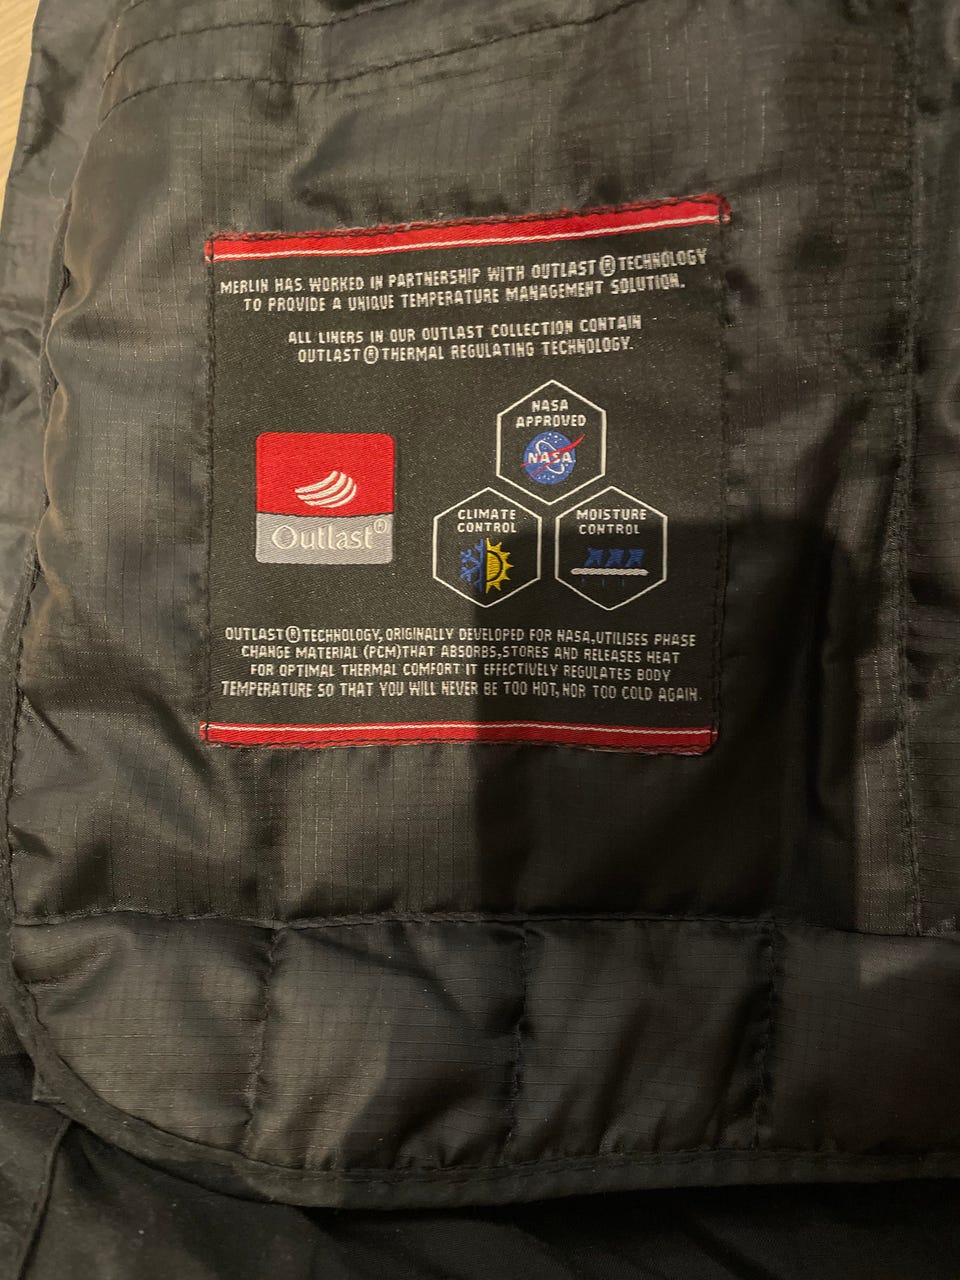 MERLIN HAS WORKED IN PARTNERSHIP WITH OUTLAST®TECHNOLOGY
TO PROVIDE A UNIQUE TEMPERATURE MANAGEMENT SOLUTION.
ALL LINERS IN OUR OUTLAST COLLECTION CONTAIN
OUTLAST®THERMAL REGULATING TECHNOLOGY.
NASA
APPROVED
NASA
Outlast®
CLIMATE
CONTROL
MOISTURE
CONTROL
OUTLAST®TECHNOLOGY, ORIGINALLY DEVELOPED FOR NASA,UTILISES PHASE
CHANGE MATERIAL (PCM)THAT ABSORBS,STORES AND RELEASES HEAT
FOR OPTIMAL THERMAL COMFORT IT EFFECTIVELY REGULATES BODY
TEMPERATURE SO THAT YOU WILL NEVER BE TOO HOT, NOR TOO COLD AGAIN.